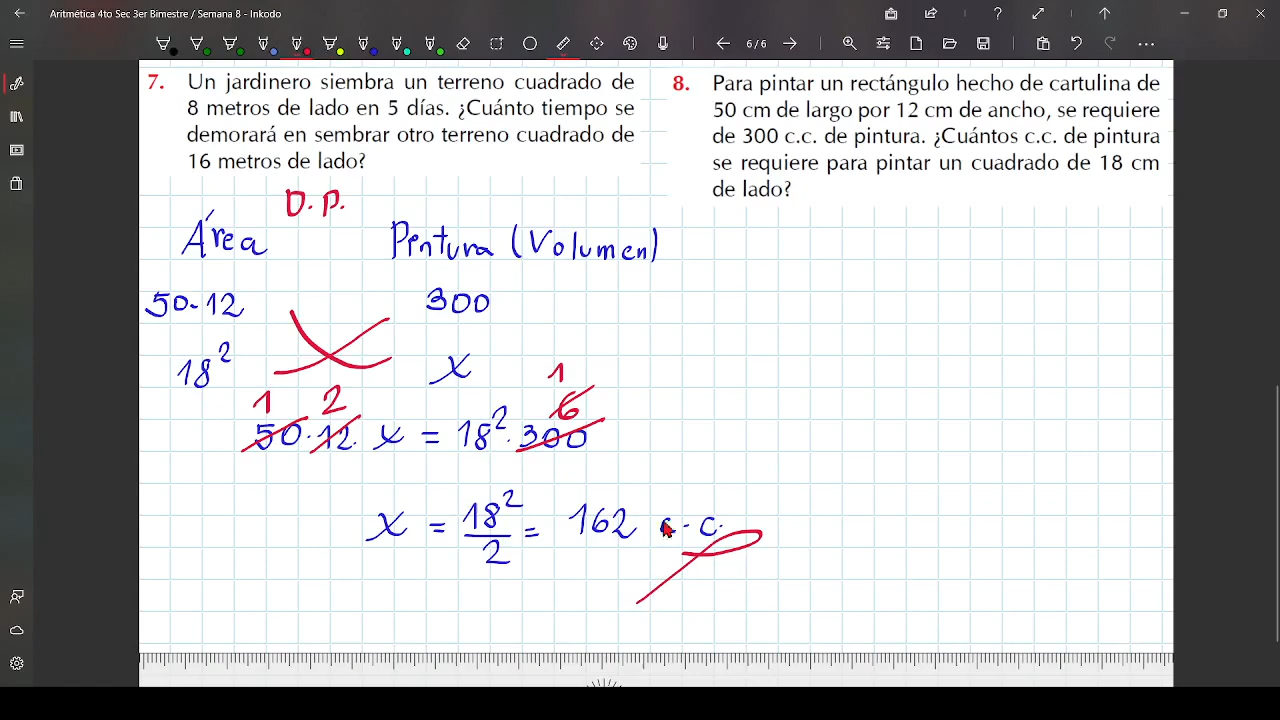 Aritmética 4to Sec 3er Bimestre / Semana 8 - Inkodo
6/6
7. Un jardinero siembra un terreno cuadrado de
8 metros de lado en 5 días. ¿Cuánto tiempo se
demorará en sembrar otro terreno cuadrado de
16 metros de lado?
8. Para pintar un rectángulo hecho de cartulina de
50 cm de largo por 12 cm de ancho, se requiere
de 300 c.c. de pintura. ¿Cuántos c.c. de pintura
se requiere para pintar un cuadrado de 18 cm
de lado?
D.P.
Área Pintura (Volumen)
50·12 300
18² x
1 2 1
6
50·12·x = 18²·300
x = 18²/2 = 162 c.c.